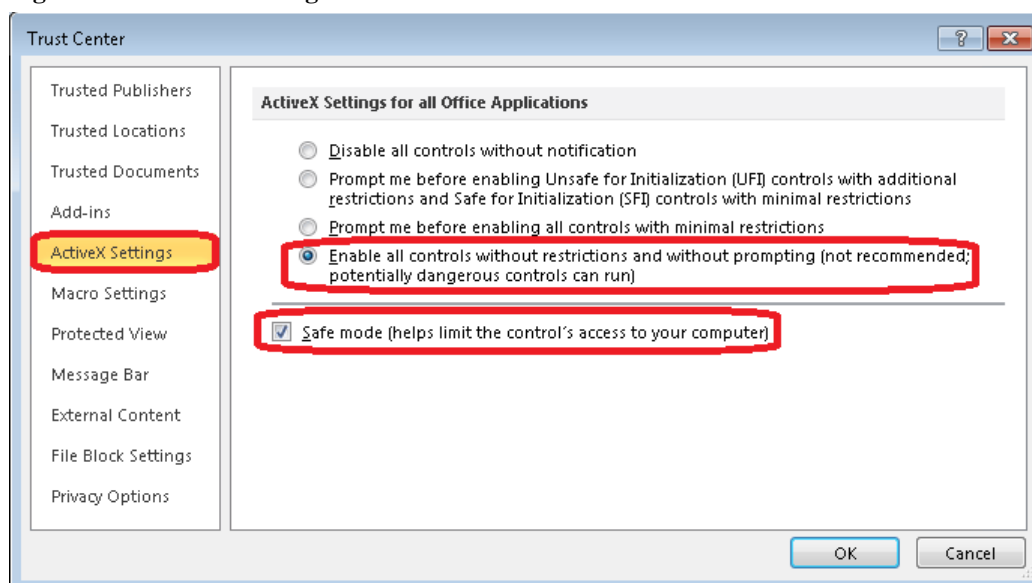 Trust Center
Trusted Publishers
Trusted Locations
Trusted Documents
Add-ins
ActiveX Settings
Macro Settings
Protected View
Message Bar
External Content
File Block Settings
Privacy Options
ActiveX Settings for all Office Applications
Disable all controls without notification
Prompt me before enabling Unsafe for Initialization (UFI) controls with additional
restrictions and Safe for Initialization (SFI) controls with minimal restrictions
Prompt me before enabling all controls with minimal restrictions
Enable all controls without restrictions and without prompting (not recommended;
potentially dangerous controls can run)
Safe mode (helps limit the control's access to your computer)
OK
Cancel